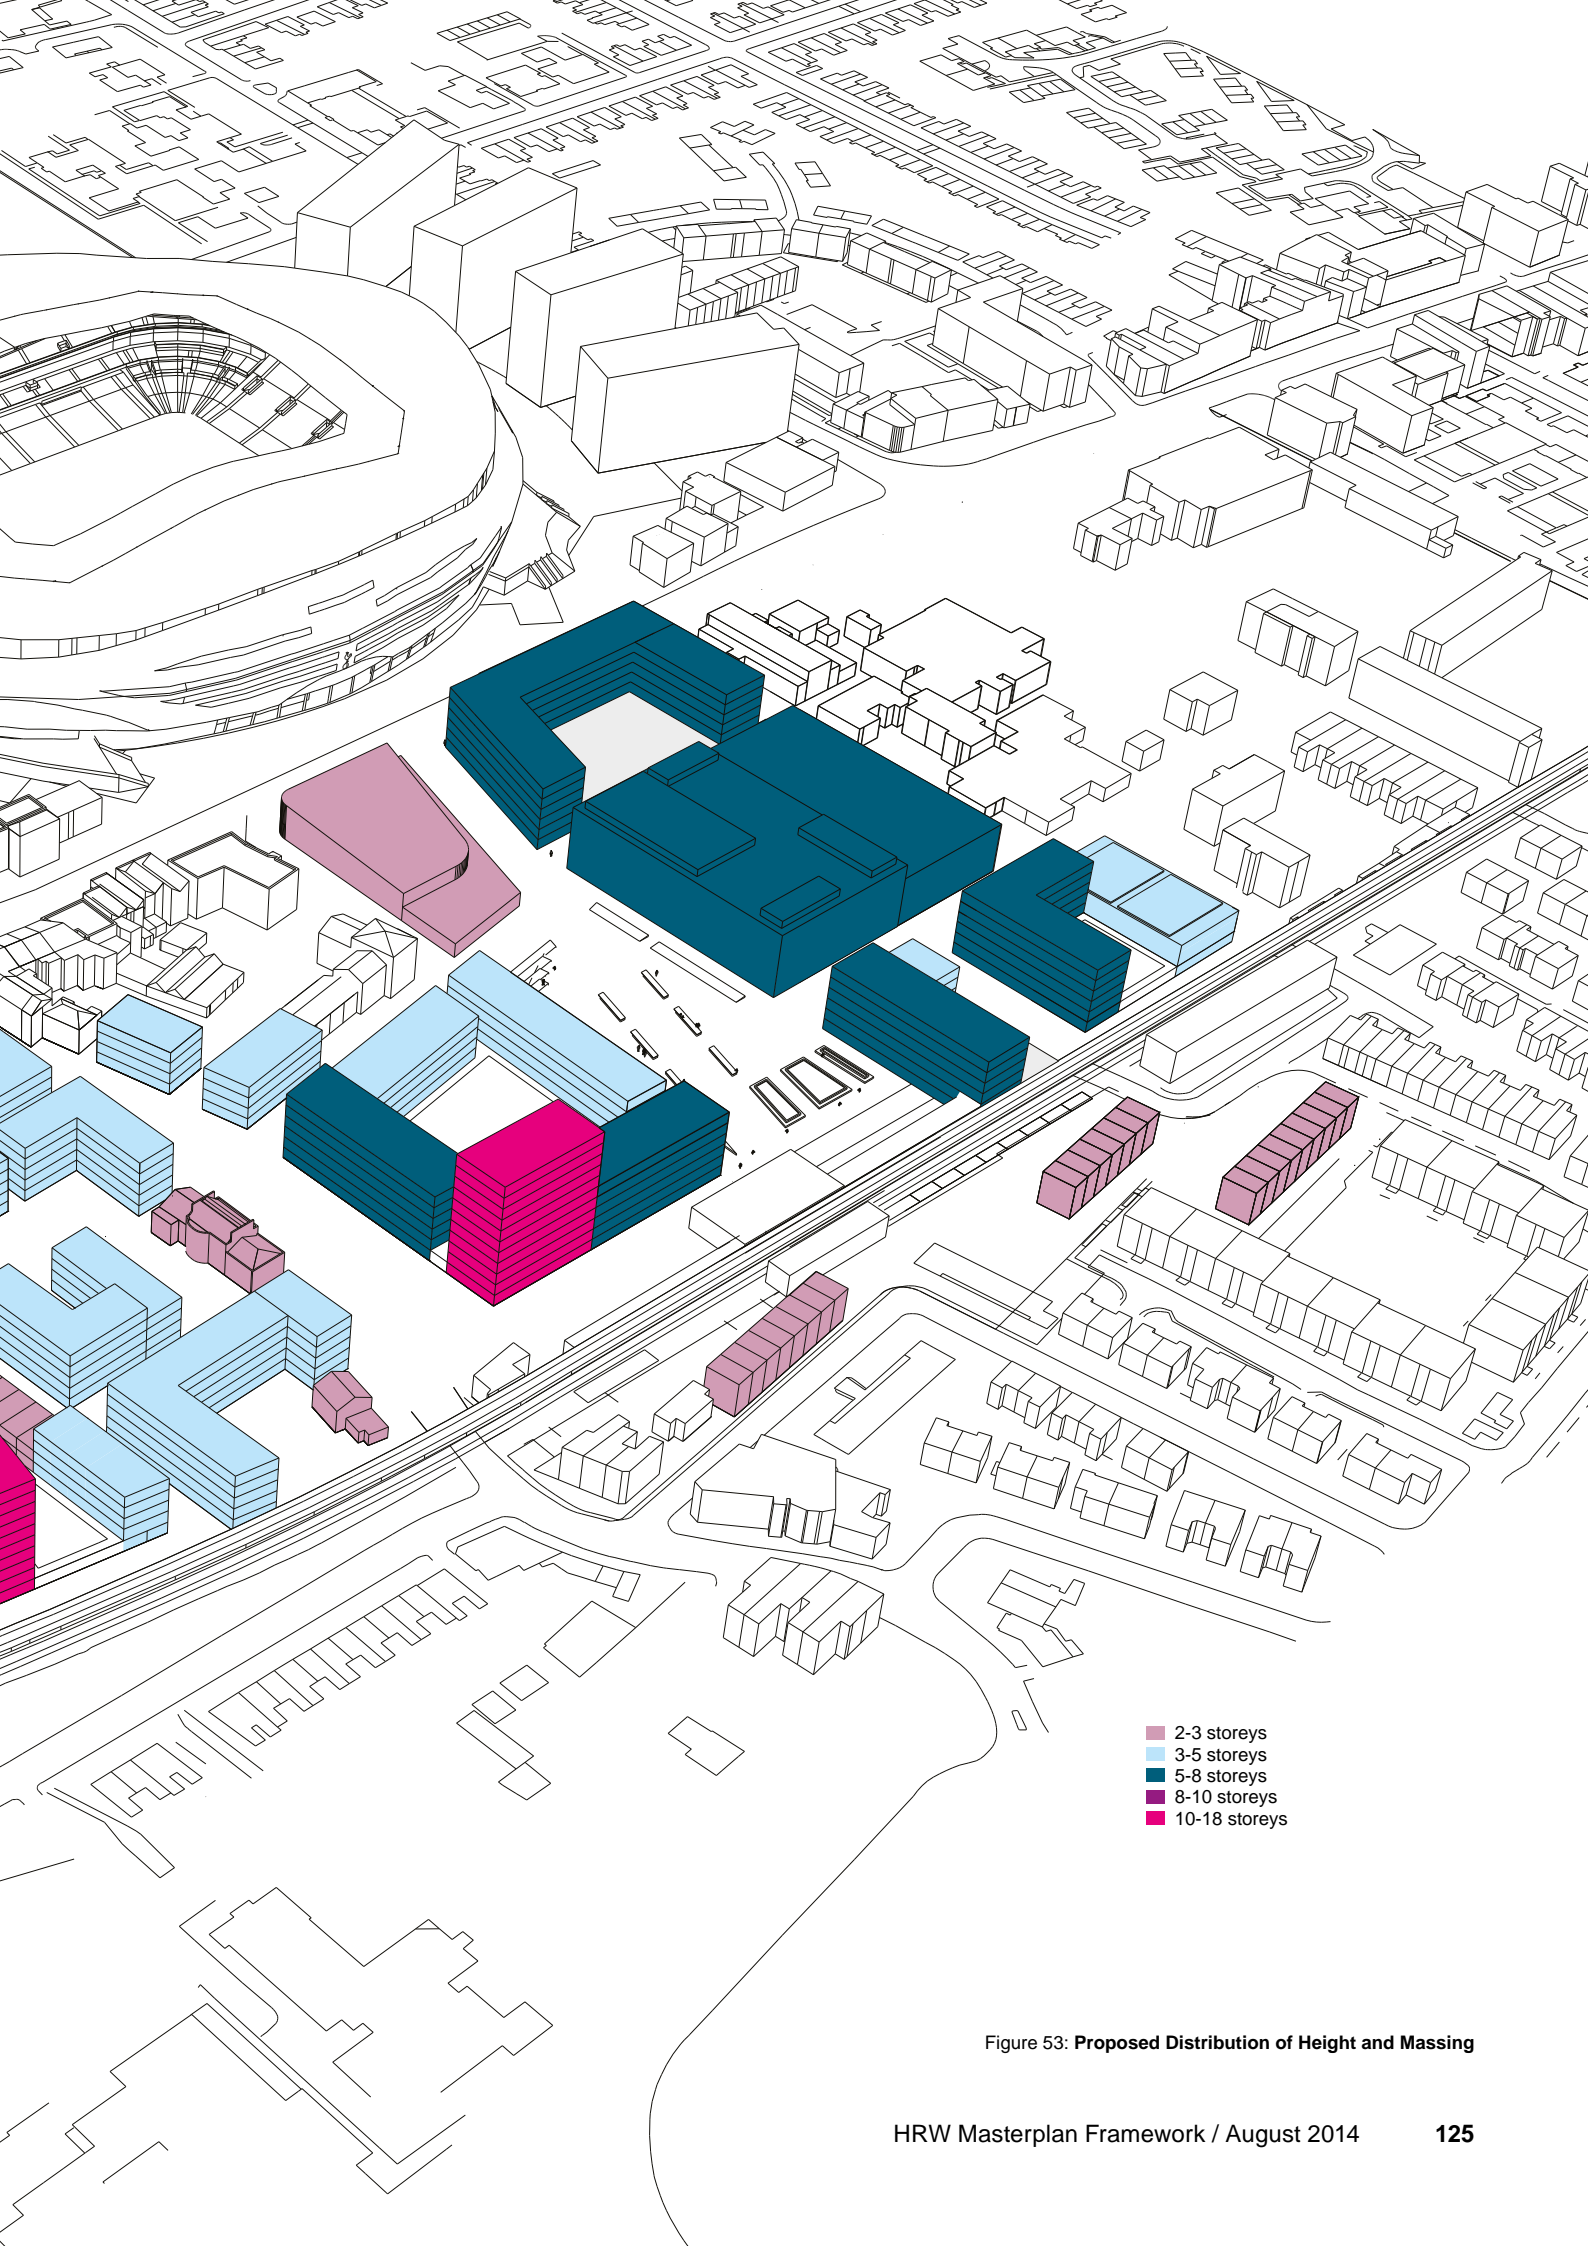 2-3 storeys
3-5 storeys
5-8 storeys
8-10 storeys
10-18 storeys
Figure 53: Proposed Distribution of Height and Massing
HRW Masterplan Framework / August 2014 125